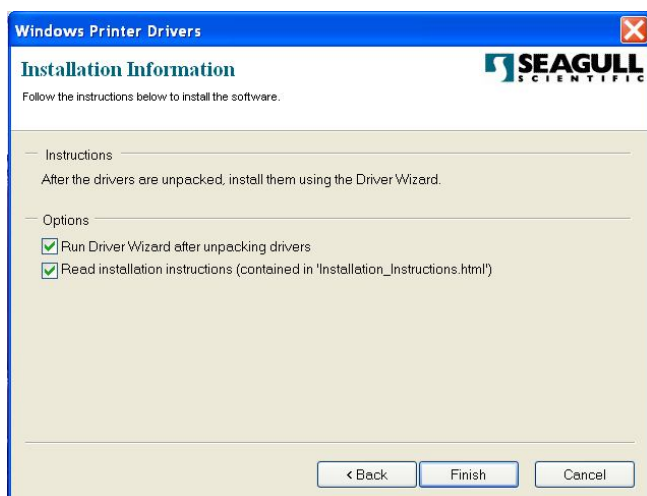 Windows Printer Drivers
Installation Information
SEAGULL
SCIENTIFIC
Follow the instructions below to install the software.
Instructions
After the drivers are unpacked, install them using the Driver Wizard.
Options
Run Driver Wizard after unpacking drivers
Read installation instructions (contained in 'Installation_Instructions.html')
< Back
Finish
Cancel